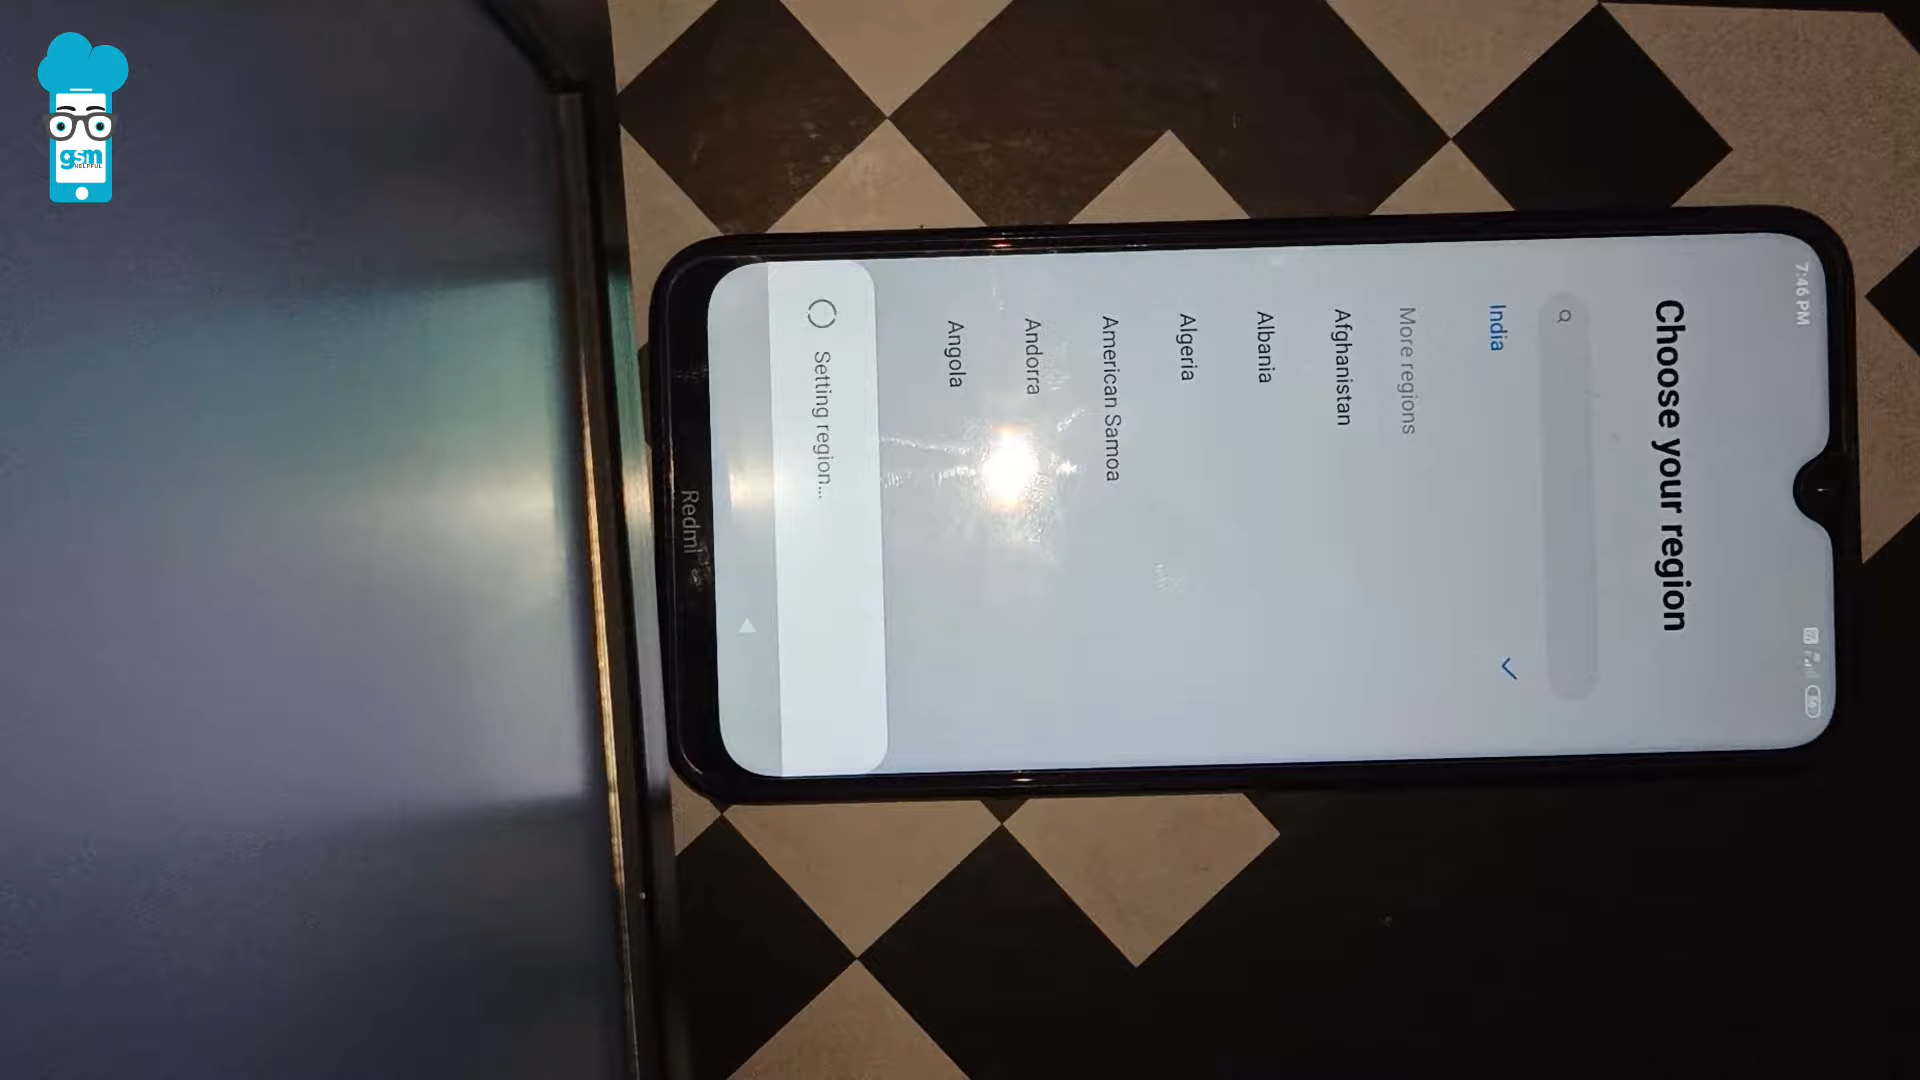 gsm
HELPFUL
7:46 PM
Choose your region
India
More regions
Afghanistan
Albania
Algeria
American Samoa
Andorra
Angola
Setting region...
Redmi